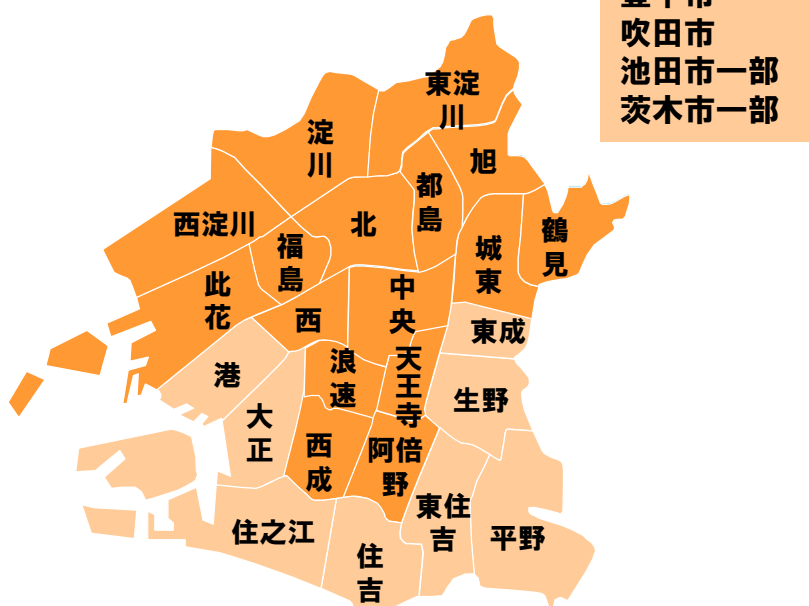 吹田市
池田市一部
茨木市一部
東淀
川
淀
川
旭
都
島
西淀川
北
鶴
見
福
島
城
東
此
花
中
央
西
東成
浪
速
天
王
寺
港
生野
大
正
西
成
阿倍
野
東住
吉
住之江
平野
住
吉